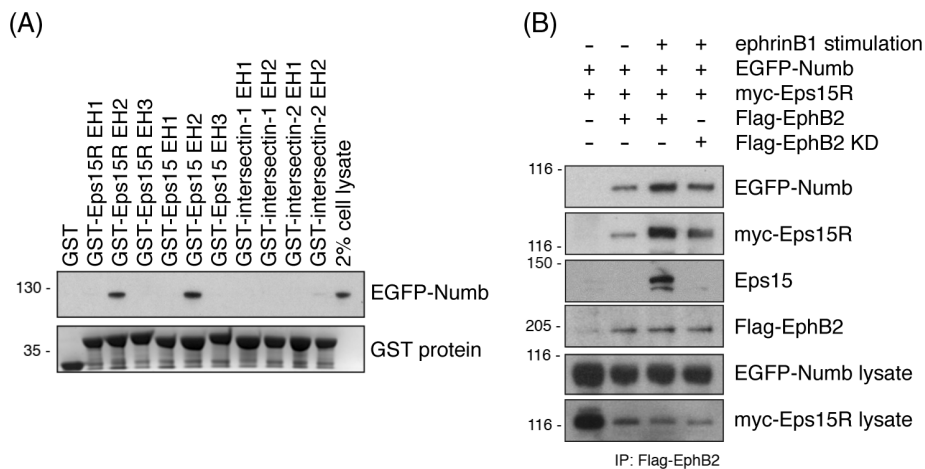 (A)
GST
GST-Eps15R EH1
GST-Eps15R EH2
GST-Eps15R EH3
GST-Eps15 EH1
GST-Eps15 EH2
GST-Eps15 EH3
GST-intersectin-1 EH1
GST-intersectin-1 EH2
GST-intersectin-2 EH1
GST-intersectin-2 EH2
2% cell lysate
130 - EGFP-Numb
35 - GST protein
(B)
- - + + ephrinB1 stimulation
+ + + + EGFP-Numb
+ + + + myc-Eps15R
- + + - Flag-EphB2
- - - + Flag-EphB2 KD
116 - EGFP-Numb
116 - myc-Eps15R
150 - Eps15
205 - Flag-EphB2
116 - EGFP-Numb lysate
116 - myc-Eps15R lysate
IP: Flag-EphB2